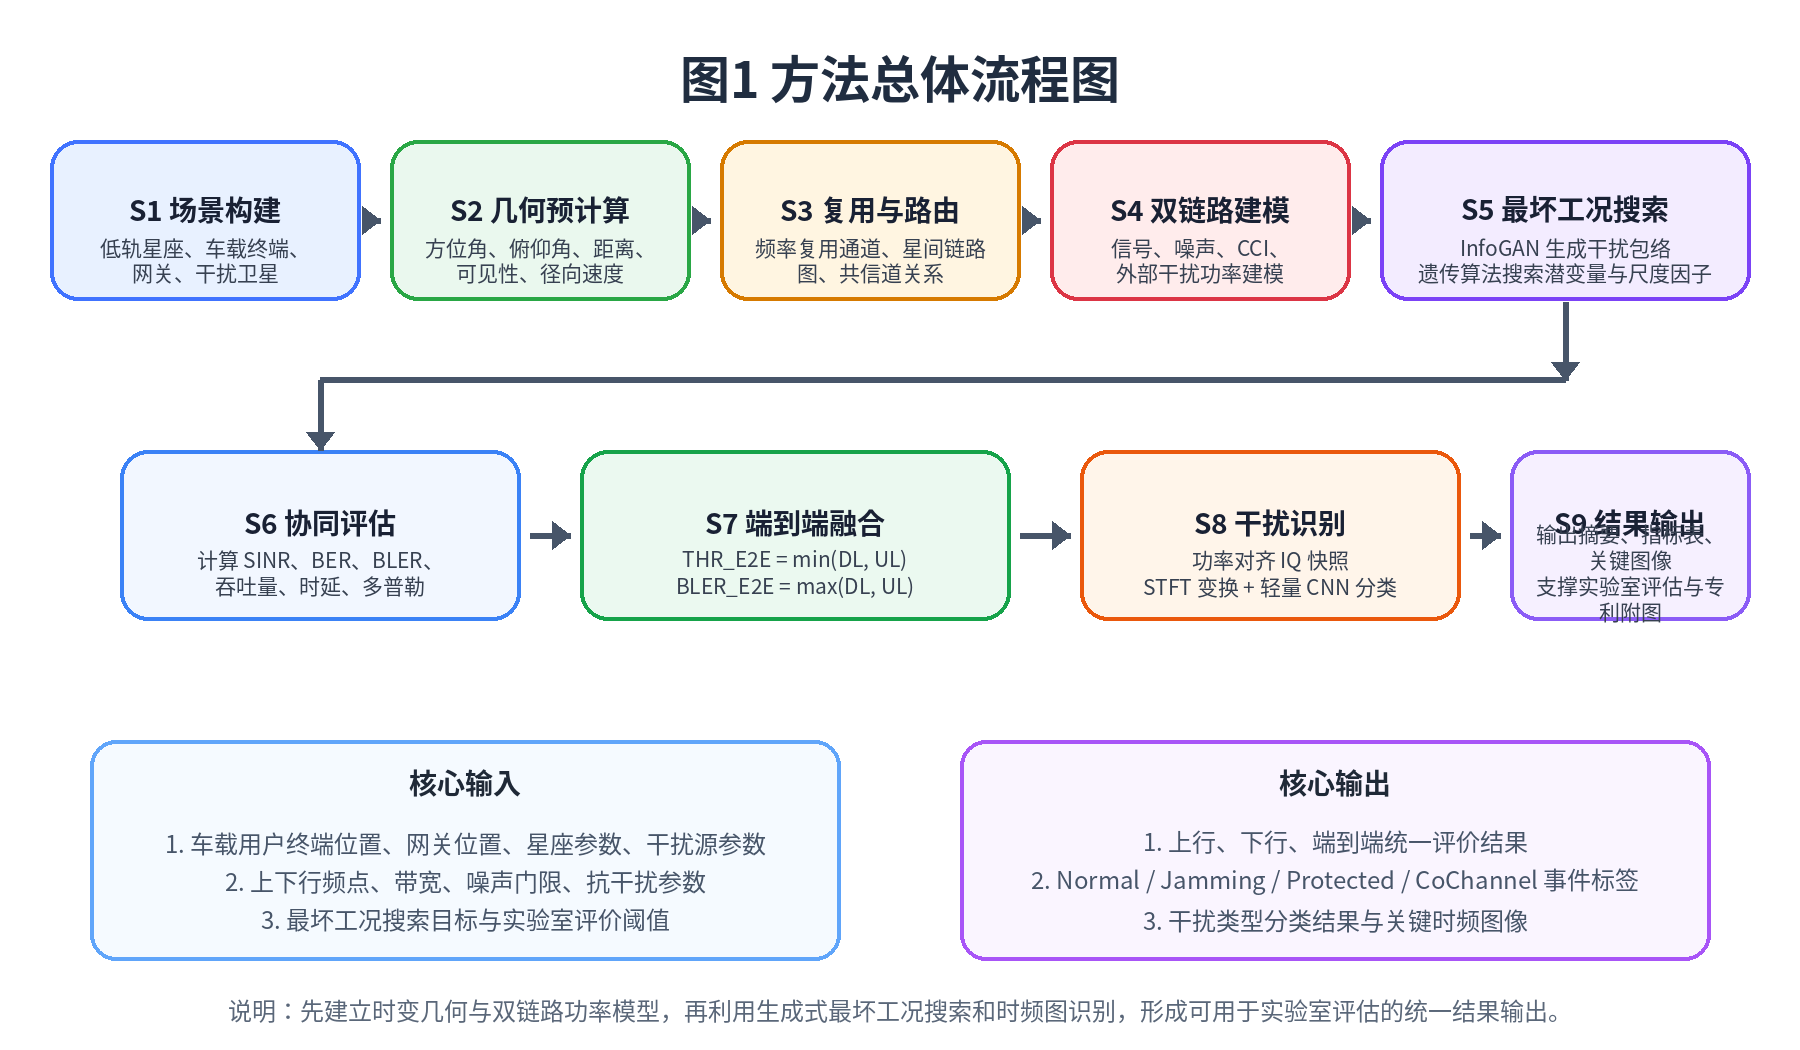 图1 方法总体流程图
S1 场景构建
低轨星座、车载终端、
网关、干扰卫星
S2 几何预计算
方位角、俯仰角、距离、
可见性、径向速度
S3 复用与路由
频率复用通道、星间链路
图、共信道关系
S4 双链路建模
信号、噪声、CCI、
外部干扰功率建模
S5 最坏工况搜索
InfoGAN 生成干扰包络
遗传算法搜索潜变量与尺度因子
S6 协同评估
计算 SINR、BER、BLER、
吞吐量、时延、多普勒
S7 端到端融合
THR_E2E = min(DL, UL)
BLER_E2E = max(DL, UL)
S8 干扰识别
功率对齐 IQ 快照
STFT 变换 + 轻量 CNN 分类
S9 结果输出
输出摘要、指标表、
关键图像
支撑实验室评估与专
利附图
核心输入
1. 车载用户终端位置、网关位置、星座参数、干扰源参数
2. 上下行频点、带宽、噪声门限、抗干扰参数
3. 最坏工况搜索目标与实验室评价阈值
核心输出
1. 上行、下行、端到端统一评价结果
2. Normal / Jamming / Protected / CoChannel 事件标签
3. 干扰类型分类结果与关键时频图像
说明：先建立时变几何与双链路功率模型，再利用生成式最坏工况搜索和时频图识别，形成可用于实验室评估的统一结果输出。